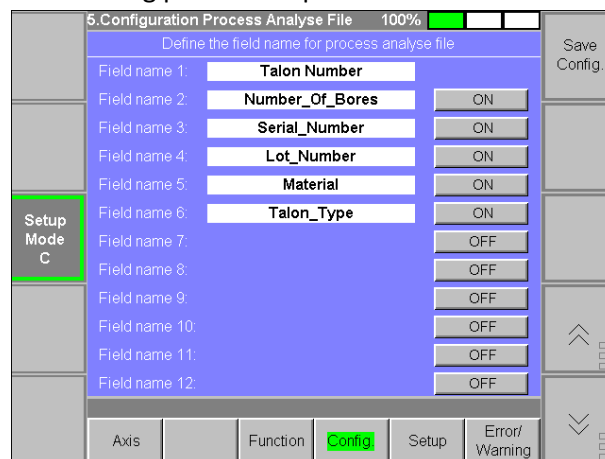 5.Configuration Process Analyse File 100%
Define the field name for process analyse file
Save
Config.
Field name 1: Talon Number
Field name 2: Number_Of_Bores ON
Field name 3: Serial_Number ON
Field name 4: Lot_Number ON
Field name 5: Material ON
Field name 6: Talon_Type ON
Setup
Mode
C
Field name 7: OFF
Field name 8: OFF
Field name 9: OFF
Field name 10: OFF
Field name 11: OFF
Field name 12: OFF
Axis Function Config. Setup Error/
Warning